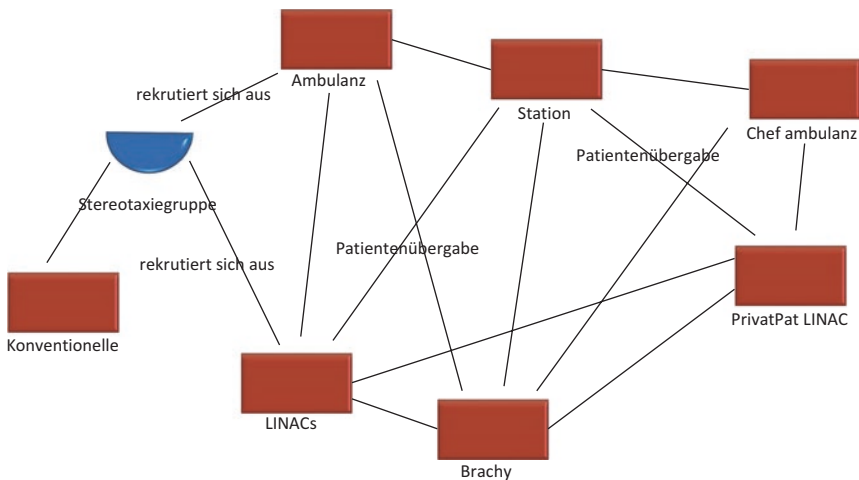 Ambulanz
rekrutiert sich aus
Station
Chef ambulanz
Patientenübergabe
Stereotaxiegruppe
Patientenübergabe
rekrutiert sich aus
PrivatPat LINAC
Konventionelle
LINACs
Brachy